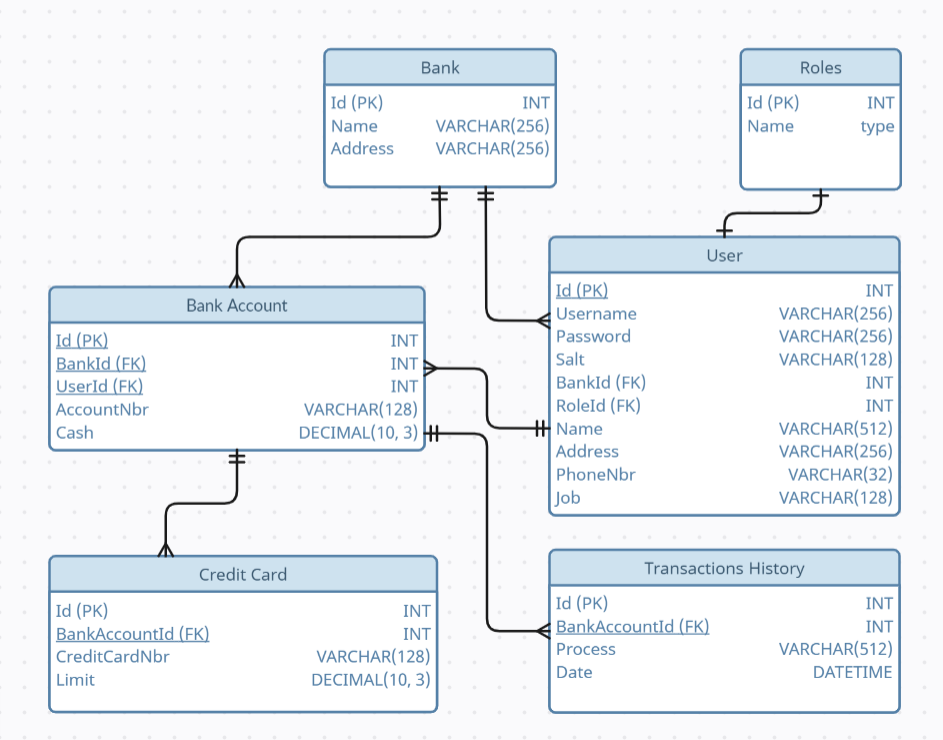 Bank
Id (PK) INT
Name VARCHAR(256)
Address VARCHAR(256)
Roles
Id (PK) INT
Name type
User
Id (PK) INT
Username VARCHAR(256)
Password VARCHAR(256)
Salt VARCHAR(128)
BankId (FK) INT
RoleId (FK) INT
Name VARCHAR(512)
Address VARCHAR(256)
PhoneNbr VARCHAR(32)
Job VARCHAR(128)
Bank Account
Id (PK) INT
BankId (FK) INT
UserId (FK) INT
AccountNbr VARCHAR(128)
Cash DECIMAL(10, 3)
Credit Card
Id (PK) INT
BankAccountId (FK) INT
CreditCardNbr VARCHAR(128)
Limit DECIMAL(10, 3)
Transactions History
Id (PK) INT
BankAccountId (FK) INT
Process VARCHAR(512)
Date DATETIME